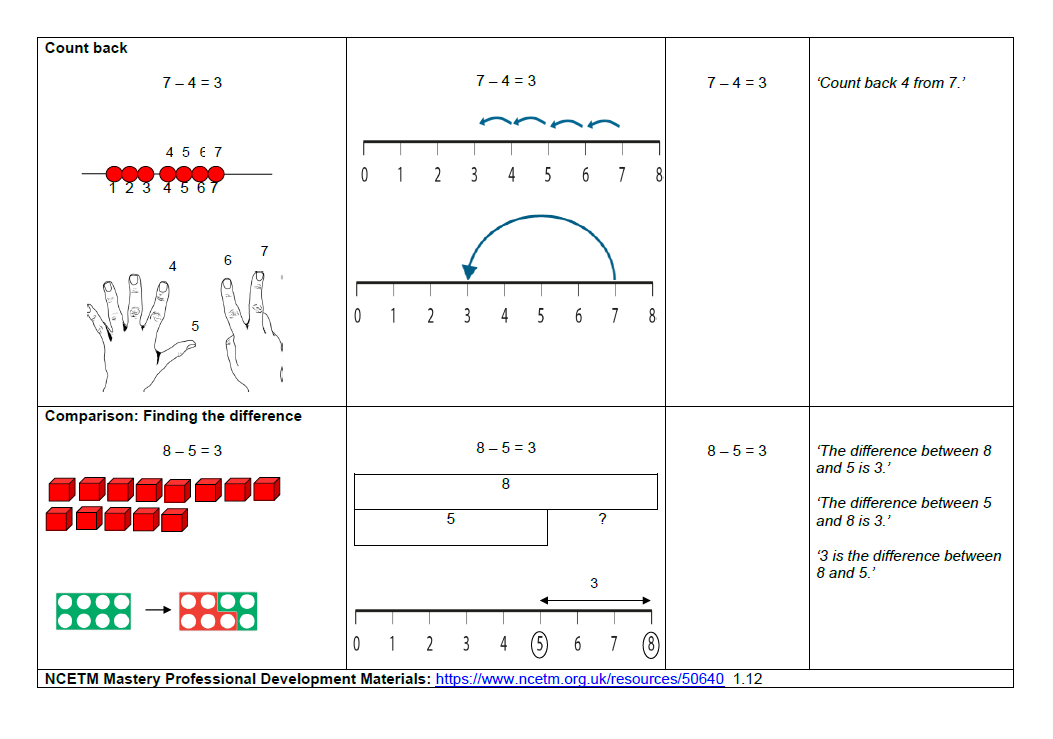 Count back
7 – 4 = 3
4 5 6 7
1 2 3 4 5 6 7
4
5
6
7
7 – 4 = 3
0 1 2 3 4 5 6 7 8
0 1 2 3 4 5 6 7 8
7 – 4 = 3
‘Count back 4 from 7.’
Comparison: Finding the difference
8 – 5 = 3
8 – 5 = 3
8
5 ?
3
0 1 2 3 4 5 6 7 8
8 – 5 = 3
‘The difference between 8
and 5 is 3.’
‘The difference between 5
and 8 is 3.’
‘3 is the difference between
8 and 5.’
NCETM Mastery Professional Development Materials: https://www.ncetm.org.uk/resources/50640 1.12